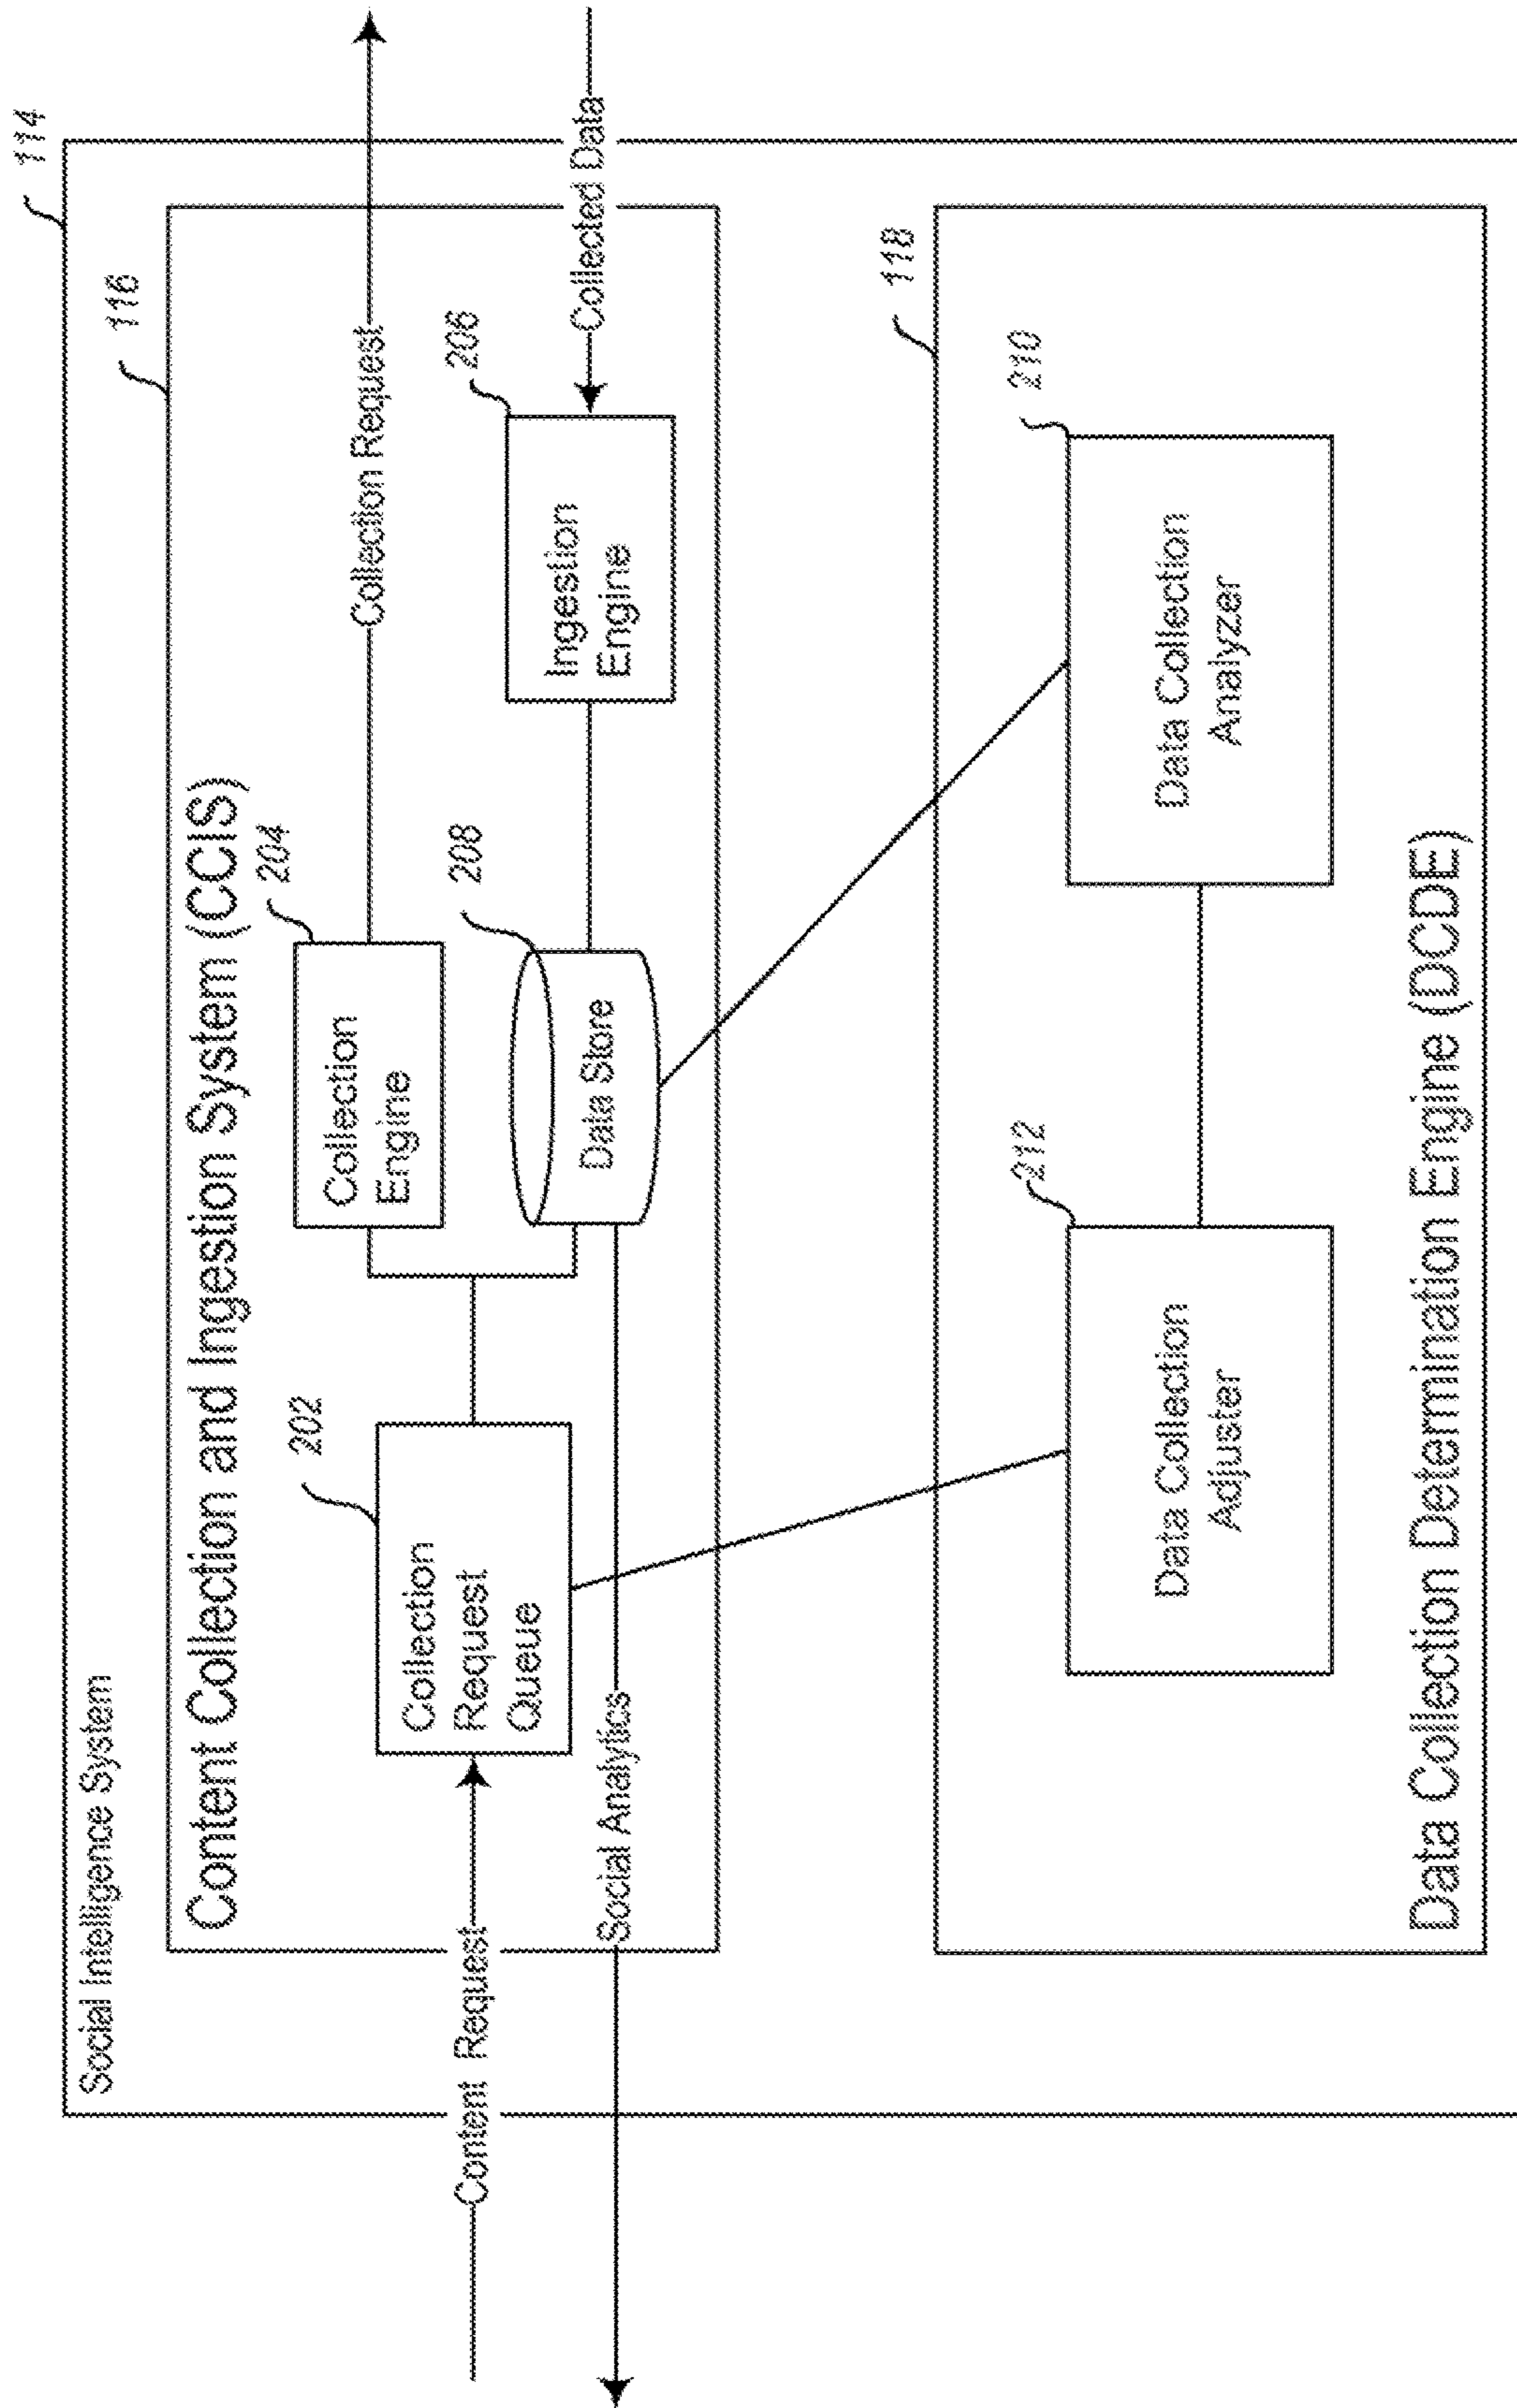 114
Social Intelligence System
116
Content Collection and Ingestion System (CCIS)
204
Collection
Engine
Collection Request
202
Collection
Request
Queue
Content Request
208
Data Store
206
Ingestion
Engine
Collected Data
Social Analytics
118
212
Data Collection
Adjuster
210
Data Collection
Analyzer
Data Collection Determination Engine (DCDE)